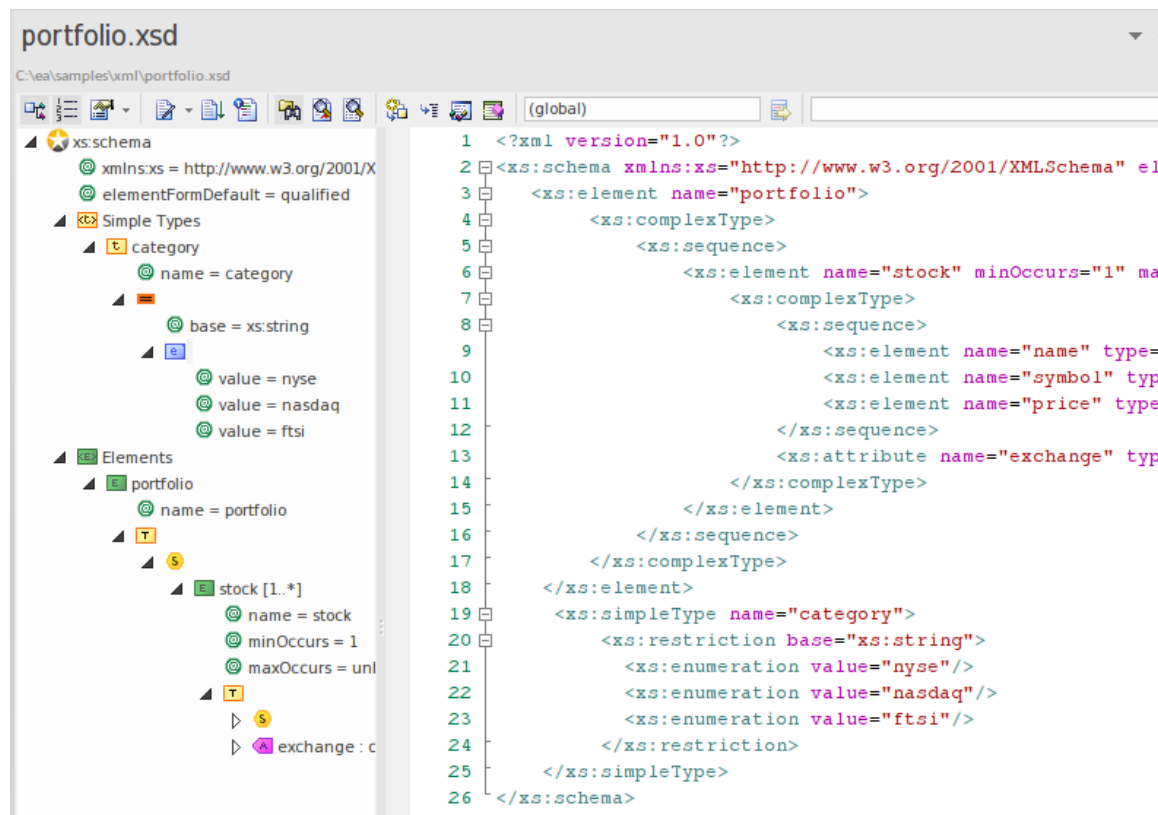 portfolio.xsd
C:\ea\samples\xml\portfolio.xsd
(global)
xs:schema
xmlns:xs = http://www.w3.org/2001/X
elementFormDefault = qualified
Simple Types
category
name = category
base = xs:string
value = nyse
value = nasdaq
value = ftsi
Elements
portfolio
name = portfolio
stock [1..*]
name = stock
minOccurs = 1
maxOccurs = unl
exchange : c
1 <?xml version="1.0"?>
2 <xs:schema xmlns:xs="http://www.w3.org/2001/XMLSchema" el
3 <xs:element name="portfolio">
4 <xs:complexType>
5 <xs:sequence>
6 <xs:element name="stock" minOccurs="1" ma
7 <xs:complexType>
8 <xs:sequence>
9 <xs:element name="name" type=
10 <xs:element name="symbol" typ
11 <xs:element name="price" type
12 </xs:sequence>
13 <xs:attribute name="exchange" typ
14 </xs:complexType>
15 </xs:element>
16 </xs:sequence>
17 </xs:complexType>
18 </xs:element>
19 <xs:simpleType name="category">
20 <xs:restriction base="xs:string">
21 <xs:enumeration value="nyse"/>
22 <xs:enumeration value="nasdaq"/>
23 <xs:enumeration value="ftsi"/>
24 </xs:restriction>
25 </xs:simpleType>
26 </xs:schema>